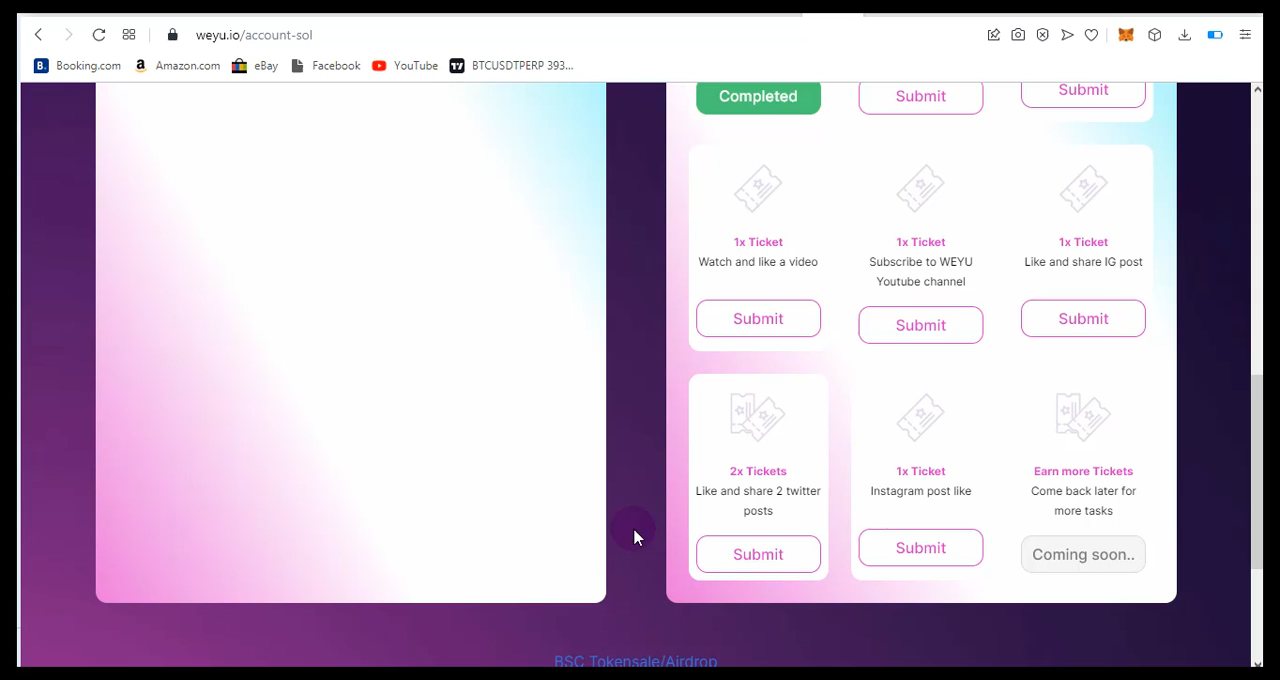 weyu.io/account-sol
Booking.com
Amazon.com
eBay
Facebook
YouTube
BTCUSDTPERP 393...
Completed
Submit
Submit
1x Ticket
Watch and like a video
Submit
1x Ticket
Subscribe to WEYU
Youtube channel
Submit
1x Ticket
Like and share IG post
Submit
2x Tickets
Like and share 2 twitter
posts
Submit
1x Ticket
Instagram post like
Submit
Earn more Tickets
Come back later for
more tasks
Coming soon..
BSC Tokensale/Airdrop